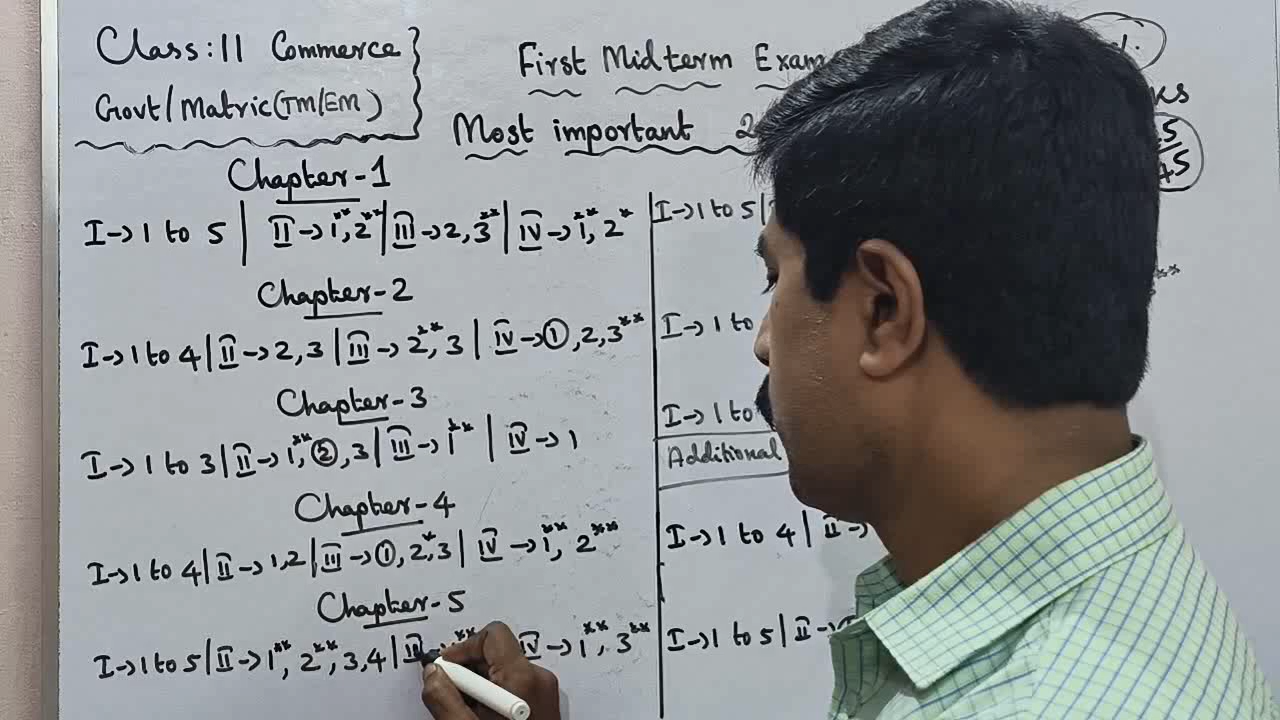 Class:11 Commerce
Govt/Matric(TM/EM)
First Midterm Exam
Most important 2
45
Chapter-1
I→1 to 5 | II→1**,2** | III→2,3** | IV→1**,2*
Chapter-2
I→1 to 4 | II→2,3 | III→2**,3 | IV→①,2,3**
Chapter-3
I→1 to 3 | II→1**,②,3 | III→1** | IV→1
Chapter-4
I→1 to 4 | II→1,2 | III→①,2*,3 | IV→1**,2**
Chapter-5
I→1 to 5 | II→1**,2**,3,4 | III ** IV→1**,3**
I→1 to 5 |
**
I→1 to
I→1 to
Additional
I→1 to 4 | II→
I→1 to 5 | II→